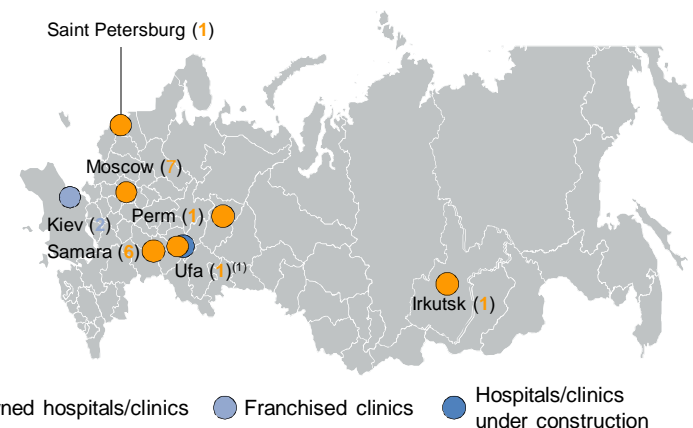 Saint Petersburg (1)
Moscow (7)
Perm (1)
Kiev (2)
Samara (6)
Ufa (1)(1)
Irkutsk (1)
hospitals/clinics
Franchised clinics
Hospitals/clinics
under construction